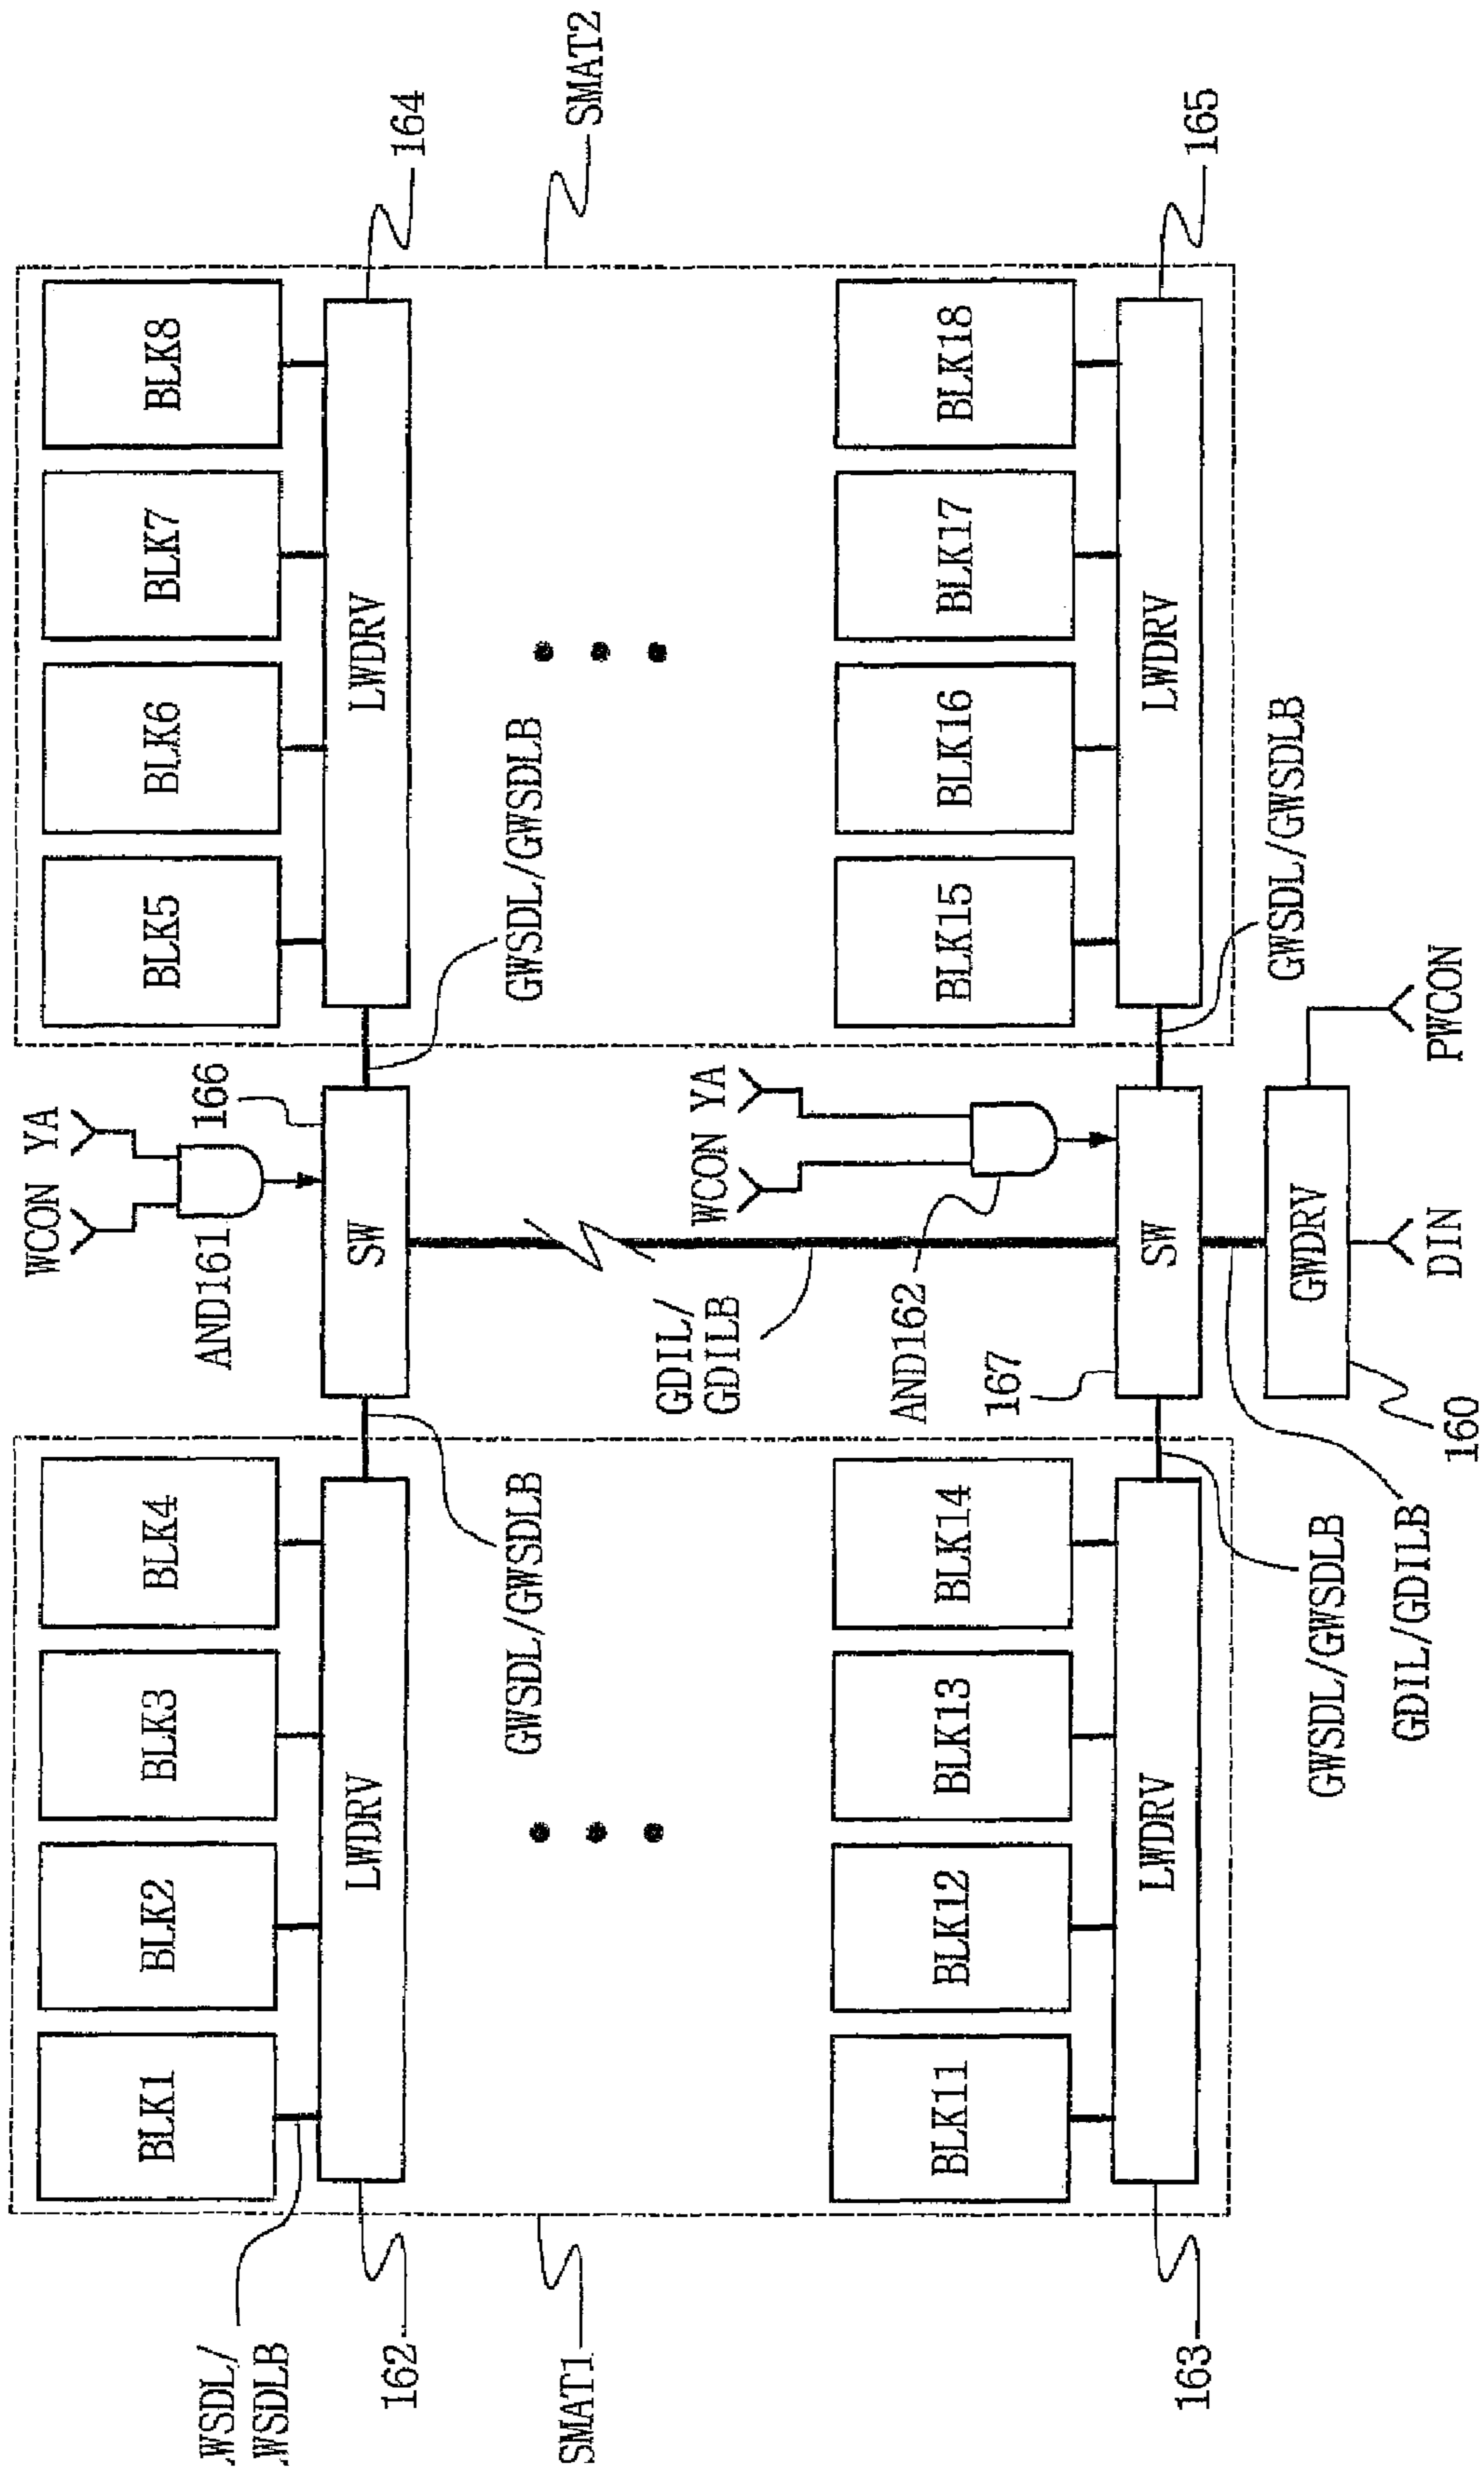 WSDL/
WSDLB
BLK1
BLK2
BLK3
BLK4
WCON
YA
AND161
166
BLK5
BLK6
BLK7
BLK8
162
LWDRV
SW
LWDRV
164
SMAT1
GWSDL/GWSDLB
GWSDL/GWSDLB
SMAT2
GDIL/
GDILB
WCON
YA
AND162
167
BLK11
BLK12
BLK13
BLK14
BLK15
BLK16
BLK17
BLK18
163
LWDRV
SW
LWDRV
165
GWSDL/GWSDLB
GWSDL/GWSDLB
GDIL/GDILB
GWDRV
160
DIN
PWCON